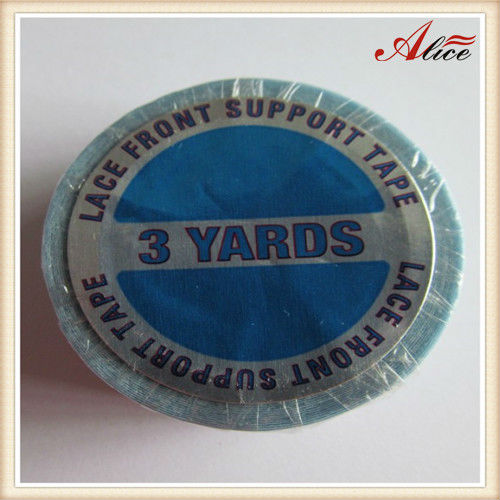 Alice
LACE FRONT SUPPORT TAPE
3 YARDS
LACE FRONT SUPPORT TAPE